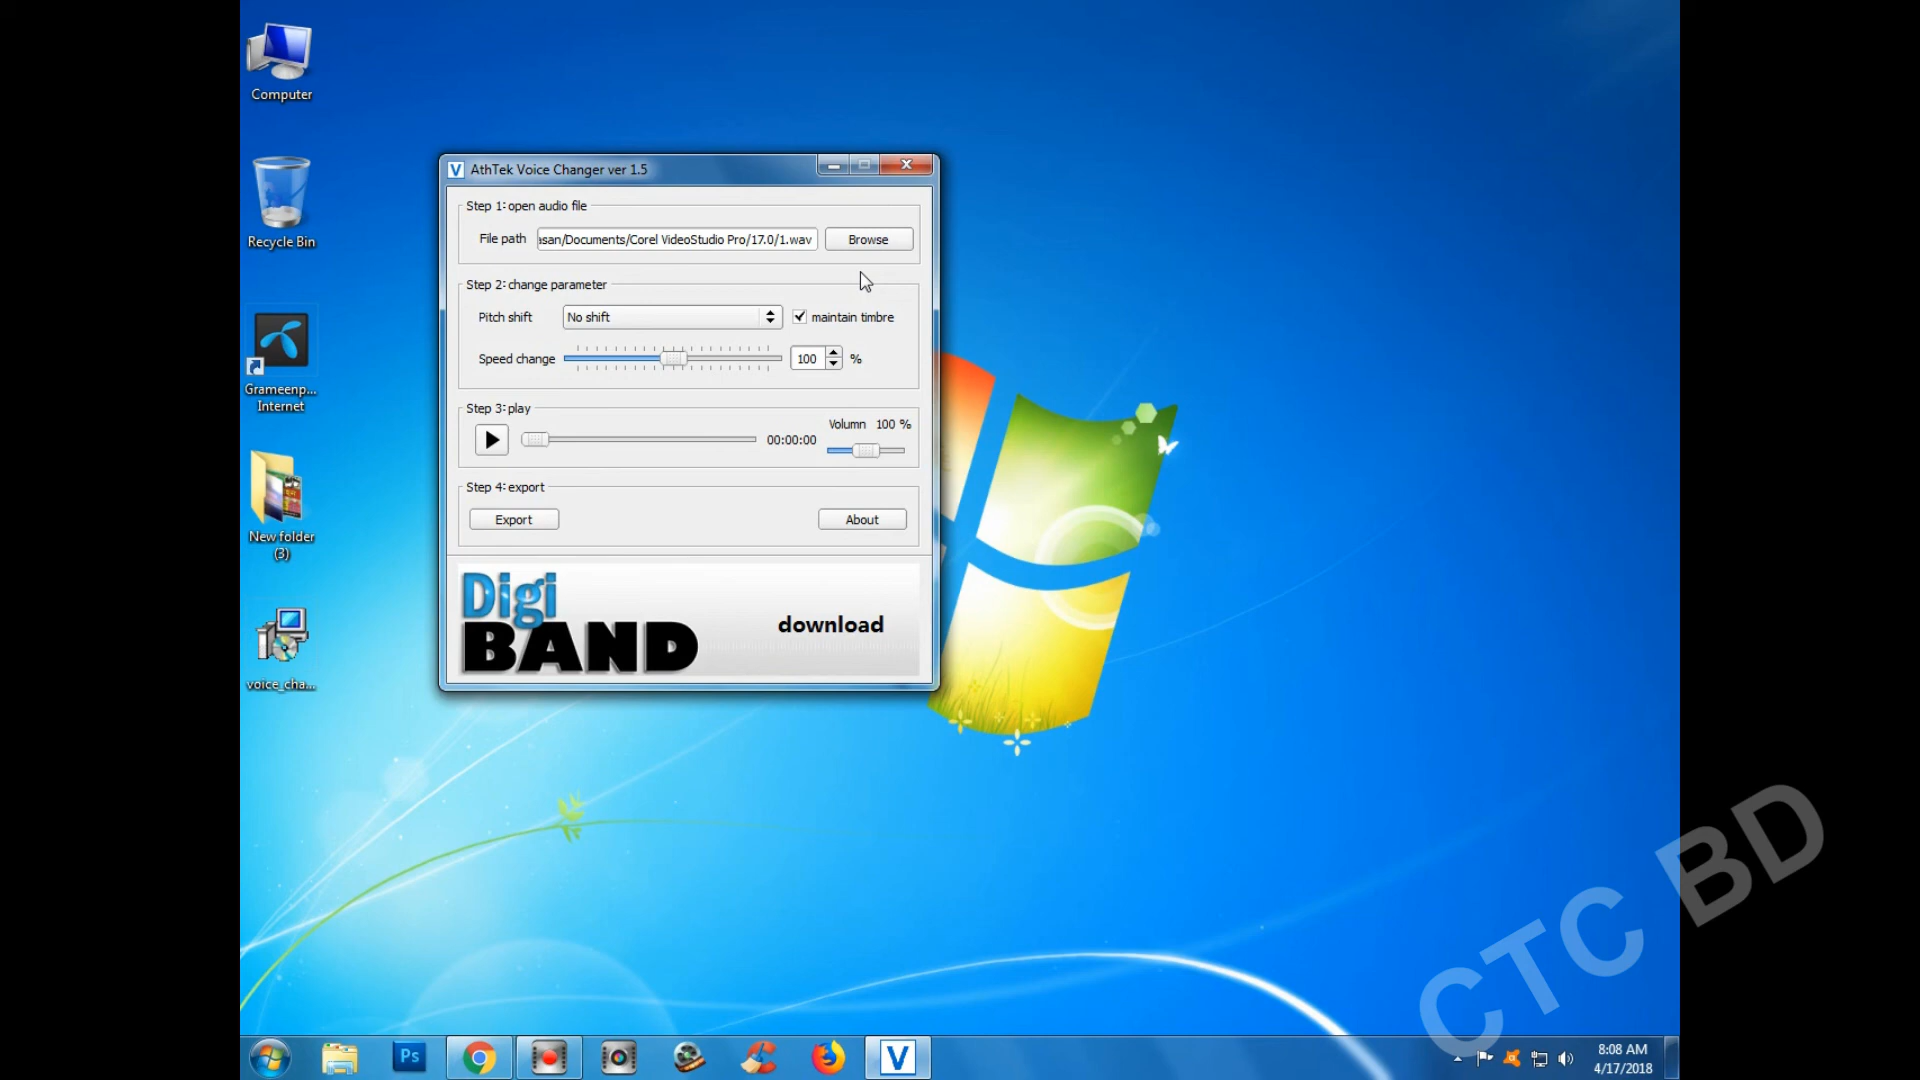 Computer
Recycle Bin
Grameenp...
Internet
New folder
(3)
voice_cha...
AthTek Voice Changer ver 1.5
Step 1: open audio file
File path
asan/Documents/Corel VideoStudio Pro/17.0/1.wav
Browse
Step 2: change parameter
Pitch shift
No shift
maintain timbre
Speed change
100
%
Step 3: play
Volumn 100 %
00:00:00
Step 4: export
Export
About
Digi
BAND
download
CTC BD
Ps
V
8:08 AM
4/17/2018